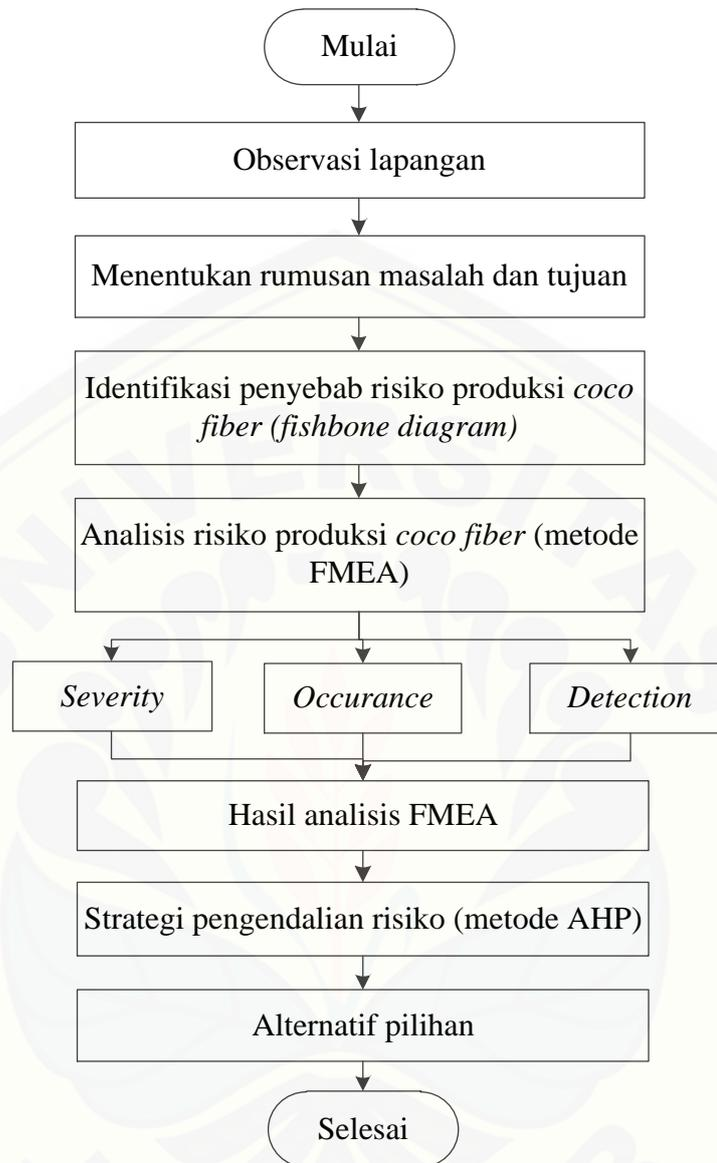 Mulai
Observasi lapangan
Menentukan rumusan masalah dan tujuan
Identifikasi penyebab risiko produksi coco
fiber (fishbone diagram)
Analisis risiko produksi coco fiber (metode
FMEA)
Severity
Occurance
Detection
Hasil analisis FMEA
Strategi pengendalian risiko (metode AHP)
Alternatif pilihan
Selesai
UNIVERSITAS